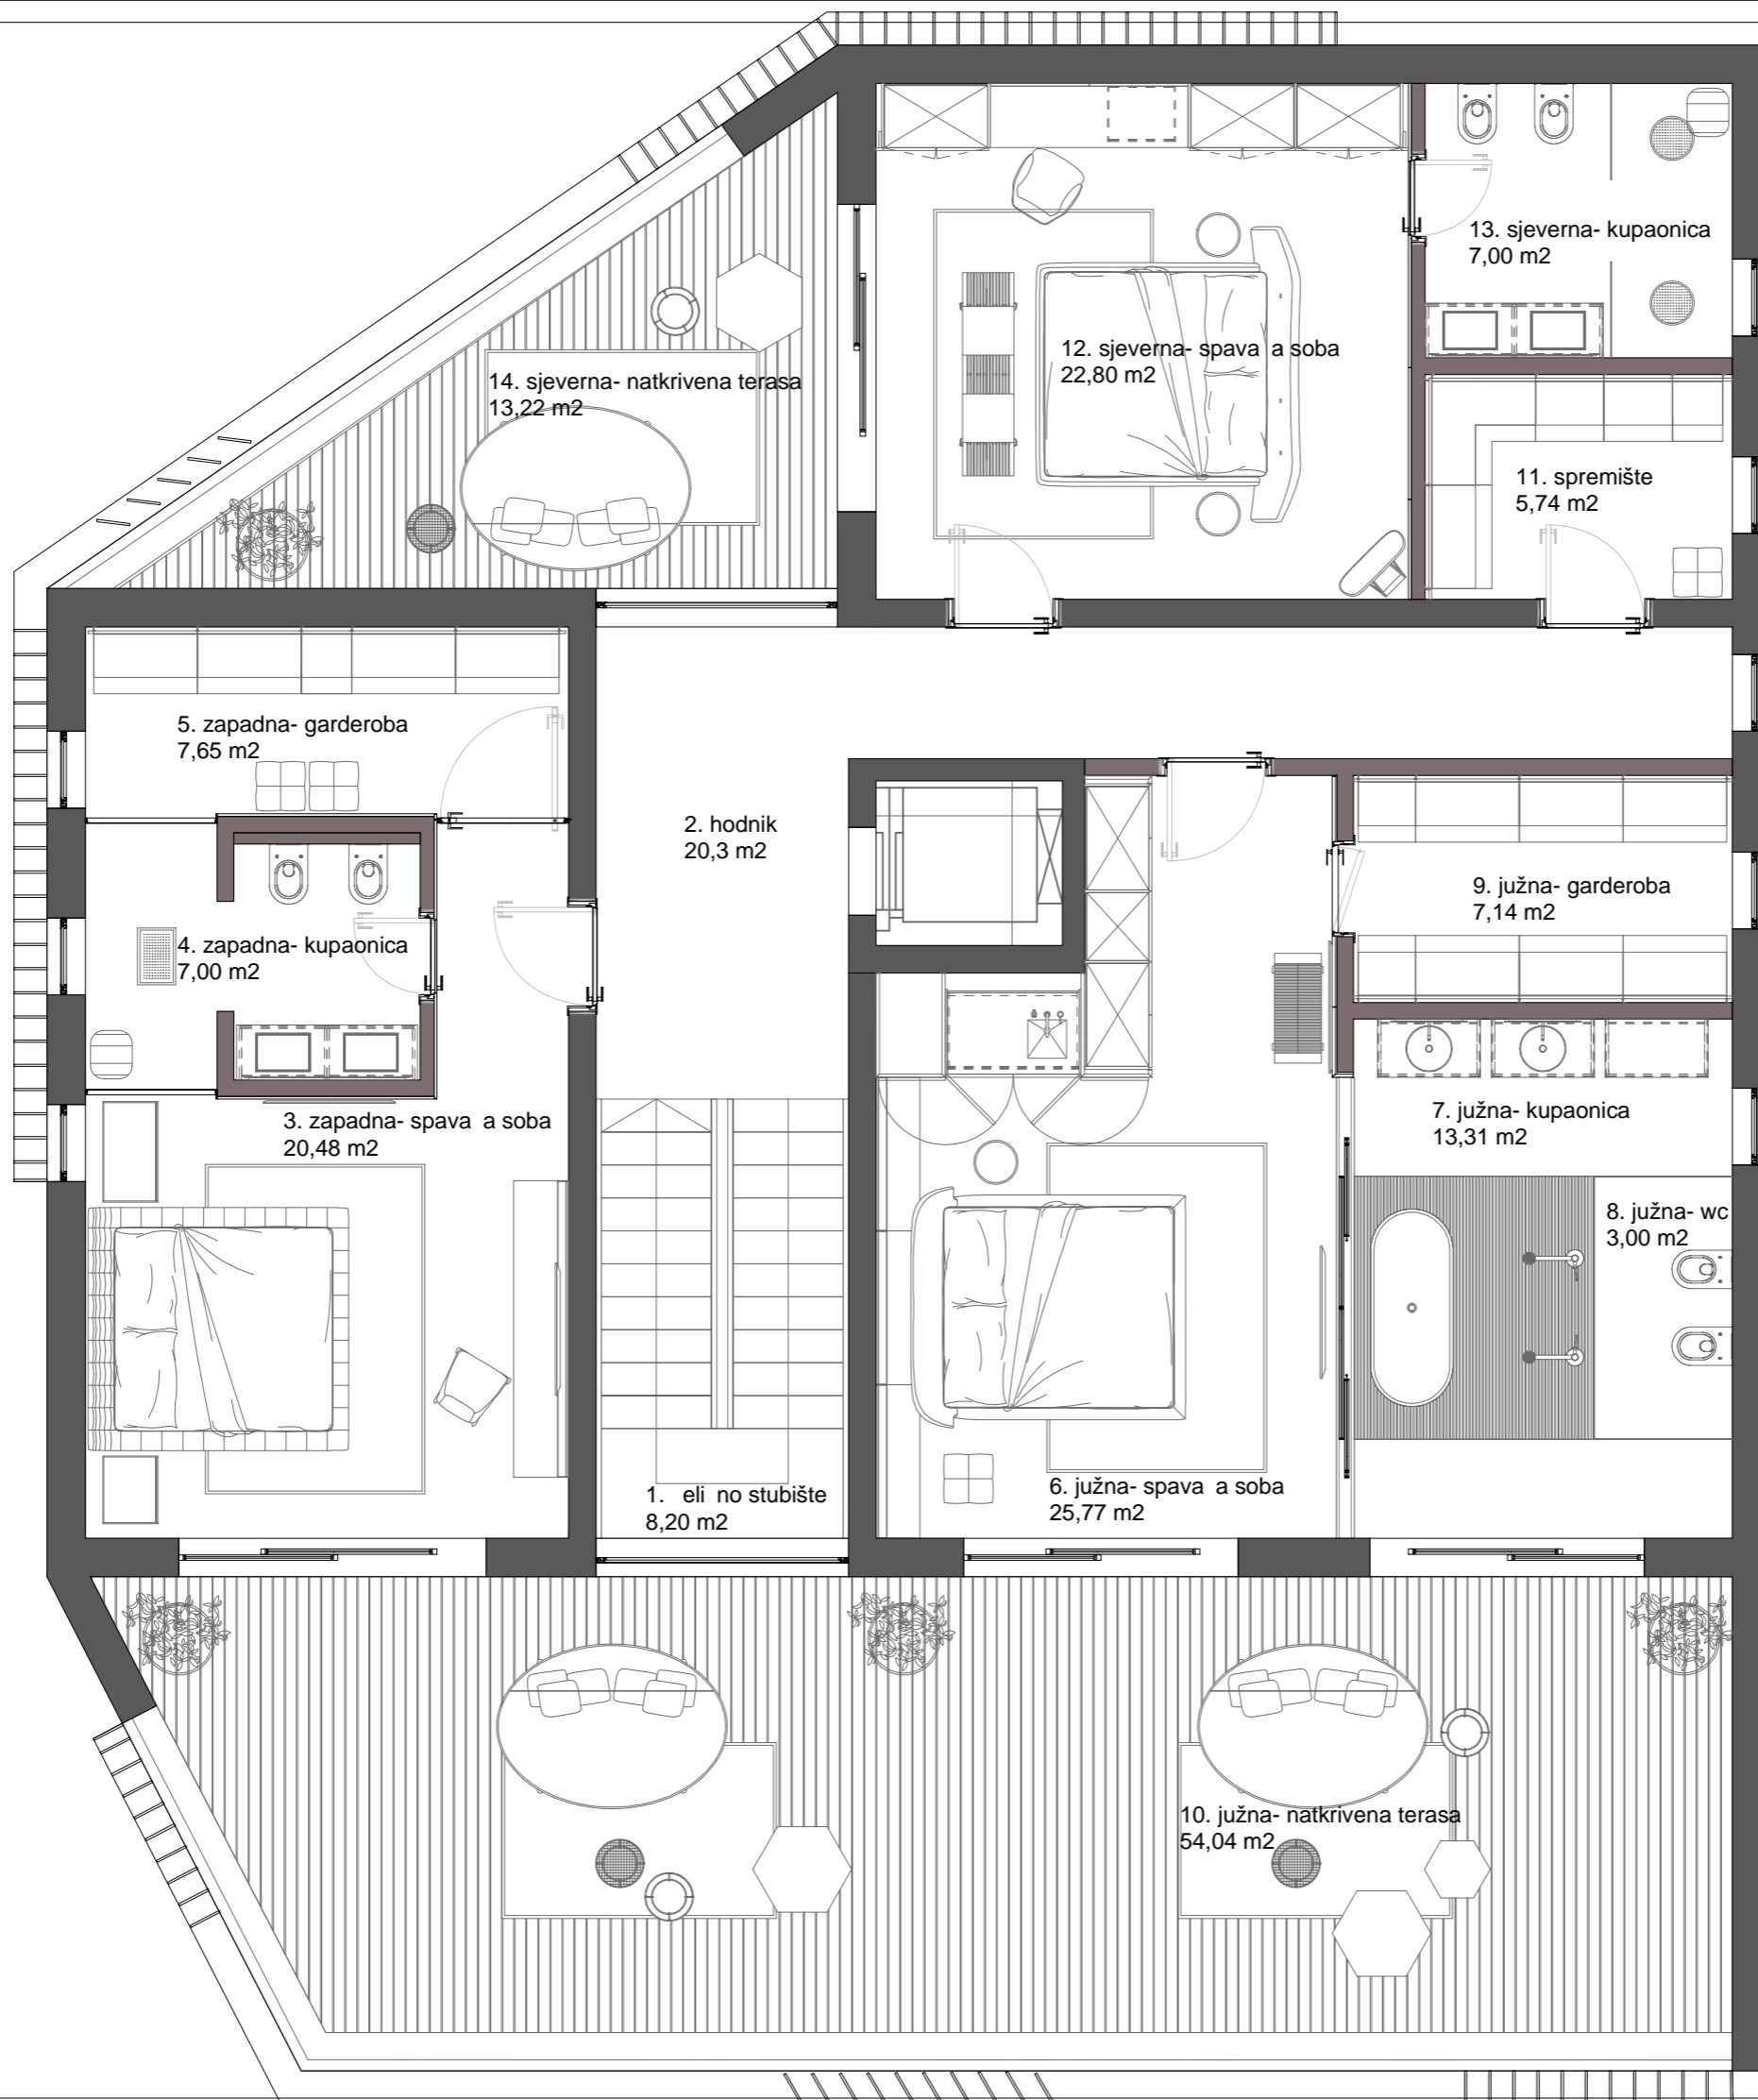 13. sjeverna- kupaonica
7,00 m2
12. sjeverna- spava a soba
22,80 m2
14. sjeverna- natkrivena terasa
13,22 m2
11. spremište
5,74 m2
5. zapadna- garderoba
7,65 m2
2. hodnik
20,3 m2
9. južna- garderoba
7,14 m2
4. zapadna- kupaonica
7,00 m2
3. zapadna- spava a soba
20,48 m2
7. južna- kupaonica
13,31 m2
8. južna- wc
3,00 m2
6. južna- spava a soba
25,77 m2
1. eli no stubište
8,20 m2
10. južna- natkrivena terasa
54,04 m2